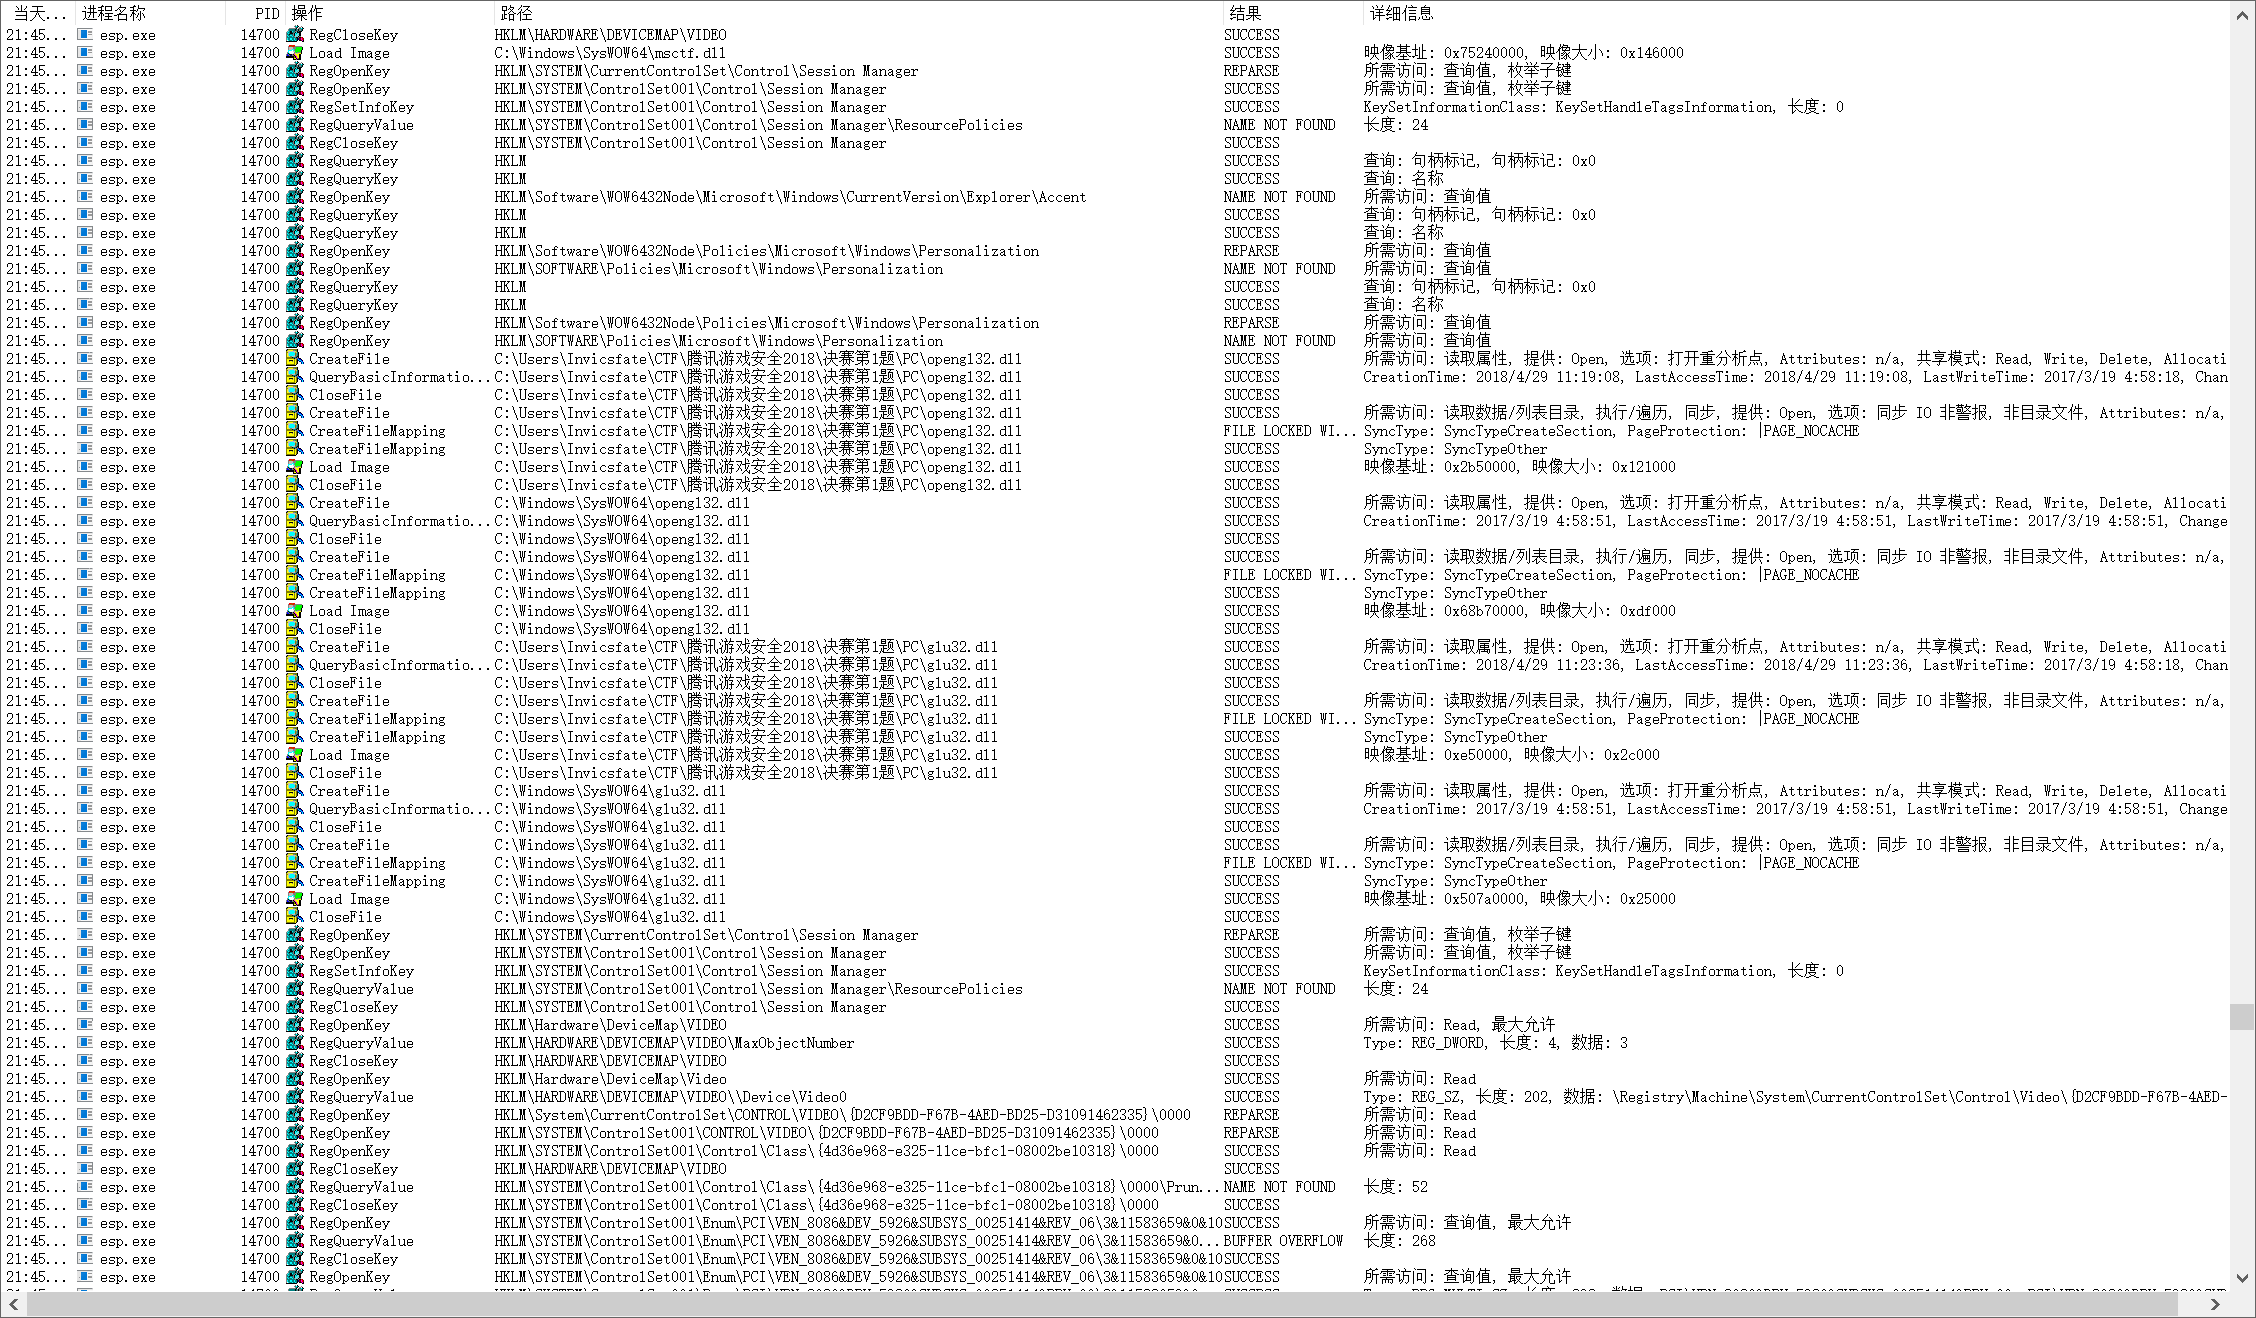 当天... 进程名称 PID 操作 路径 结果 详细信息
21:45... esp.exe 14700 RegCloseKey HKLM\HARDWARE\DEVICEMAP\VIDEO SUCCESS
21:45... esp.exe 14700 Load Image C:\Windows\SysWOW64\msctf.dll SUCCESS 映像基址: 0x75240000, 映像大小: 0x146000
21:45... esp.exe 14700 RegOpenKey HKLM\SYSTEM\CurrentControlSet\Control\Session Manager REPARSE 所需访问: 查询值, 枚举子键
21:45... esp.exe 14700 RegOpenKey HKLM\SYSTEM\ControlSet001\Control\Session Manager SUCCESS 所需访问: 查询值, 枚举子键
21:45... esp.exe 14700 RegSetInfoKey HKLM\SYSTEM\ControlSet001\Control\Session Manager SUCCESS KeySetInformationClass: KeySetHandleTagsInformation, 长度: 0
21:45... esp.exe 14700 RegQueryValue HKLM\SYSTEM\ControlSet001\Control\Session Manager\ResourcePolicies NAME NOT FOUND 长度: 24
21:45... esp.exe 14700 RegCloseKey HKLM\SYSTEM\ControlSet001\Control\Session Manager SUCCESS
21:45... esp.exe 14700 RegQueryKey HKLM SUCCESS 查询: 句柄标记, 句柄标记: 0x0
21:45... esp.exe 14700 RegQueryKey HKLM SUCCESS 查询: 名称
21:45... esp.exe 14700 RegOpenKey HKLM\Software\WOW6432Node\Microsoft\Windows\CurrentVersion\Explorer\Accent NAME NOT FOUND 所需访问: 查询值
21:45... esp.exe 14700 RegQueryKey HKLM SUCCESS 查询: 句柄标记, 句柄标记: 0x0
21:45... esp.exe 14700 RegQueryKey HKLM SUCCESS 查询: 名称
21:45... esp.exe 14700 RegOpenKey HKLM\Software\WOW6432Node\Policies\Microsoft\Windows\Personalization REPARSE 所需访问: 查询值
21:45... esp.exe 14700 RegOpenKey HKLM\SOFTWARE\Policies\Microsoft\Windows\Personalization NAME NOT FOUND 所需访问: 查询值
21:45... esp.exe 14700 RegQueryKey HKLM SUCCESS 查询: 句柄标记, 句柄标记: 0x0
21:45... esp.exe 14700 RegQueryKey HKLM SUCCESS 查询: 名称
21:45... esp.exe 14700 RegOpenKey HKLM\Software\WOW6432Node\Policies\Microsoft\Windows\Personalization REPARSE 所需访问: 查询值
21:45... esp.exe 14700 RegOpenKey HKLM\SOFTWARE\Policies\Microsoft\Windows\Personalization NAME NOT FOUND 所需访问: 查询值
21:45... esp.exe 14700 CreateFile C:\Users\Invicsfate\CTF\腾讯游戏安全2018\决赛第1题\PC\opengl32.dll SUCCESS 所需访问: 读取属性, 提供: Open, 选项: 打开重分析点, Attributes: n/a, 共享模式: Read, Write, Delete, Allocati
21:45... esp.exe 14700 QueryBasicInformatio... C:\Users\Invicsfate\CTF\腾讯游戏安全2018\决赛第1题\PC\opengl32.dll SUCCESS CreationTime: 2018/4/29 11:19:08, LastAccessTime: 2018/4/29 11:19:08, LastWriteTime: 2017/3/19 4:58:18, Chan
21:45... esp.exe 14700 CloseFile C:\Users\Invicsfate\CTF\腾讯游戏安全2018\决赛第1题\PC\opengl32.dll SUCCESS
21:45... esp.exe 14700 CreateFile C:\Users\Invicsfate\CTF\腾讯游戏安全2018\决赛第1题\PC\opengl32.dll SUCCESS 所需访问: 读取数据/列表目录, 执行/遍历, 同步, 提供: Open, 选项: 同步 IO 非警报, 非目录文件, Attributes: n/a,
21:45... esp.exe 14700 CreateFileMapping C:\Users\Invicsfate\CTF\腾讯游戏安全2018\决赛第1题\PC\opengl32.dll FILE LOCKED WI... SyncType: SyncTypeCreateSection, PageProtection: |PAGE_NOCACHE
21:45... esp.exe 14700 CreateFileMapping C:\Users\Invicsfate\CTF\腾讯游戏安全2018\决赛第1题\PC\opengl32.dll SUCCESS SyncType: SyncTypeOther
21:45... esp.exe 14700 Load Image C:\Users\Invicsfate\CTF\腾讯游戏安全2018\决赛第1题\PC\opengl32.dll SUCCESS 映像基址: 0x2b50000, 映像大小: 0x121000
21:45... esp.exe 14700 CloseFile C:\Users\Invicsfate\CTF\腾讯游戏安全2018\决赛第1题\PC\opengl32.dll SUCCESS
21:45... esp.exe 14700 CreateFile C:\Windows\SysWOW64\opengl32.dll SUCCESS 所需访问: 读取属性, 提供: Open, 选项: 打开重分析点, Attributes: n/a, 共享模式: Read, Write, Delete, Allocati
21:45... esp.exe 14700 QueryBasicInformatio... C:\Windows\SysWOW64\opengl32.dll SUCCESS CreationTime: 2017/3/19 4:58:51, LastAccessTime: 2017/3/19 4:58:51, LastWriteTime: 2017/3/19 4:58:51, Change
21:45... esp.exe 14700 CloseFile C:\Windows\SysWOW64\opengl32.dll SUCCESS
21:45... esp.exe 14700 CreateFile C:\Windows\SysWOW64\opengl32.dll SUCCESS 所需访问: 读取数据/列表目录, 执行/遍历, 同步, 提供: Open, 选项: 同步 IO 非警报, 非目录文件, Attributes: n/a,
21:45... esp.exe 14700 CreateFileMapping C:\Windows\SysWOW64\opengl32.dll FILE LOCKED WI... SyncType: SyncTypeCreateSection, PageProtection: |PAGE_NOCACHE
21:45... esp.exe 14700 CreateFileMapping C:\Windows\SysWOW64\opengl32.dll SUCCESS SyncType: SyncTypeOther
21:45... esp.exe 14700 Load Image C:\Windows\SysWOW64\opengl32.dll SUCCESS 映像基址: 0x68b70000, 映像大小: 0xdf000
21:45... esp.exe 14700 CloseFile C:\Windows\SysWOW64\opengl32.dll SUCCESS
21:45... esp.exe 14700 CreateFile C:\Users\Invicsfate\CTF\腾讯游戏安全2018\决赛第1题\PC\glu32.dll SUCCESS 所需访问: 读取属性, 提供: Open, 选项: 打开重分析点, Attributes: n/a, 共享模式: Read, Write, Delete, Allocati
21:45... esp.exe 14700 QueryBasicInformatio... C:\Users\Invicsfate\CTF\腾讯游戏安全2018\决赛第1题\PC\glu32.dll SUCCESS CreationTime: 2018/4/29 11:23:36, LastAccessTime: 2018/4/29 11:23:36, LastWriteTime: 2017/3/19 4:58:18, Chan
21:45... esp.exe 14700 CloseFile C:\Users\Invicsfate\CTF\腾讯游戏安全2018\决赛第1题\PC\glu32.dll SUCCESS
21:45... esp.exe 14700 CreateFile C:\Users\Invicsfate\CTF\腾讯游戏安全2018\决赛第1题\PC\glu32.dll SUCCESS 所需访问: 读取数据/列表目录, 执行/遍历, 同步, 提供: Open, 选项: 同步 IO 非警报, 非目录文件, Attributes: n/a,
21:45... esp.exe 14700 CreateFileMapping C:\Users\Invicsfate\CTF\腾讯游戏安全2018\决赛第1题\PC\glu32.dll FILE LOCKED WI... SyncType: SyncTypeCreateSection, PageProtection: |PAGE_NOCACHE
21:45... esp.exe 14700 CreateFileMapping C:\Users\Invicsfate\CTF\腾讯游戏安全2018\决赛第1题\PC\glu32.dll SUCCESS SyncType: SyncTypeOther
21:45... esp.exe 14700 Load Image C:\Users\Invicsfate\CTF\腾讯游戏安全2018\决赛第1题\PC\glu32.dll SUCCESS 映像基址: 0xe50000, 映像大小: 0x2c000
21:45... esp.exe 14700 CloseFile C:\Users\Invicsfate\CTF\腾讯游戏安全2018\决赛第1题\PC\glu32.dll SUCCESS
21:45... esp.exe 14700 CreateFile C:\Windows\SysWOW64\glu32.dll SUCCESS 所需访问: 读取属性, 提供: Open, 选项: 打开重分析点, Attributes: n/a, 共享模式: Read, Write, Delete, Allocati
21:45... esp.exe 14700 QueryBasicInformatio... C:\Windows\SysWOW64\glu32.dll SUCCESS CreationTime: 2017/3/19 4:58:51, LastAccessTime: 2017/3/19 4:58:51, LastWriteTime: 2017/3/19 4:58:51, Change
21:45... esp.exe 14700 CloseFile C:\Windows\SysWOW64\glu32.dll SUCCESS
21:45... esp.exe 14700 CreateFile C:\Windows\SysWOW64\glu32.dll SUCCESS 所需访问: 读取数据/列表目录, 执行/遍历, 同步, 提供: Open, 选项: 同步 IO 非警报, 非目录文件, Attributes: n/a,
21:45... esp.exe 14700 CreateFileMapping C:\Windows\SysWOW64\glu32.dll FILE LOCKED WI... SyncType: SyncTypeCreateSection, PageProtection: |PAGE_NOCACHE
21:45... esp.exe 14700 CreateFileMapping C:\Windows\SysWOW64\glu32.dll SUCCESS SyncType: SyncTypeOther
21:45... esp.exe 14700 Load Image C:\Windows\SysWOW64\glu32.dll SUCCESS 映像基址: 0x507a0000, 映像大小: 0x25000
21:45... esp.exe 14700 CloseFile C:\Windows\SysWOW64\glu32.dll SUCCESS
21:45... esp.exe 14700 RegOpenKey HKLM\SYSTEM\CurrentControlSet\Control\Session Manager REPARSE 所需访问: 查询值, 枚举子键
21:45... esp.exe 14700 RegOpenKey HKLM\SYSTEM\ControlSet001\Control\Session Manager SUCCESS 所需访问: 查询值, 枚举子键
21:45... esp.exe 14700 RegSetInfoKey HKLM\SYSTEM\ControlSet001\Control\Session Manager SUCCESS KeySetInformationClass: KeySetHandleTagsInformation, 长度: 0
21:45... esp.exe 14700 RegQueryValue HKLM\SYSTEM\ControlSet001\Control\Session Manager\ResourcePolicies NAME NOT FOUND 长度: 24
21:45... esp.exe 14700 RegCloseKey HKLM\SYSTEM\ControlSet001\Control\Session Manager SUCCESS
21:45... esp.exe 14700 RegOpenKey HKLM\Hardware\DeviceMap\VIDEO SUCCESS 所需访问: Read, 最大允许
21:45... esp.exe 14700 RegQueryValue HKLM\HARDWARE\DEVICEMAP\VIDEO\MaxObjectNumber SUCCESS Type: REG_DWORD, 长度: 4, 数据: 3
21:45... esp.exe 14700 RegCloseKey HKLM\HARDWARE\DEVICEMAP\VIDEO SUCCESS
21:45... esp.exe 14700 RegOpenKey HKLM\Hardware\DeviceMap\Video SUCCESS 所需访问: Read
21:45... esp.exe 14700 RegQueryValue HKLM\HARDWARE\DEVICEMAP\VIDEO\\Device\Video0 SUCCESS Type: REG_SZ, 长度: 202, 数据: \Registry\Machine\System\CurrentControlSet\Control\Video\{D2CF9BDD-F67B-4AED-
21:45... esp.exe 14700 RegOpenKey HKLM\System\CurrentControlSet\CONTROL\VIDEO\{D2CF9BDD-F67B-4AED-BD25-D31091462335}\0000 REPARSE 所需访问: Read
21:45... esp.exe 14700 RegOpenKey HKLM\SYSTEM\ControlSet001\CONTROL\VIDEO\{D2CF9BDD-F67B-4AED-BD25-D31091462335}\0000 REPARSE 所需访问: Read
21:45... esp.exe 14700 RegOpenKey HKLM\SYSTEM\ControlSet001\Control\Class\{4d36e968-e325-11ce-bfc1-08002be10318}\0000 SUCCESS 所需访问: Read
21:45... esp.exe 14700 RegCloseKey HKLM\HARDWARE\DEVICEMAP\VIDEO SUCCESS
21:45... esp.exe 14700 RegQueryValue HKLM\SYSTEM\ControlSet001\Control\Class\{4d36e968-e325-11ce-bfc1-08002be10318}\0000\Prun... NAME NOT FOUND 长度: 52
21:45... esp.exe 14700 RegCloseKey HKLM\SYSTEM\ControlSet001\Control\Class\{4d36e968-e325-11ce-bfc1-08002be10318}\0000 SUCCESS
21:45... esp.exe 14700 RegOpenKey HKLM\SYSTEM\ControlSet001\Enum\PCI\VEN_8086&DEV_5926&SUBSYS_00251414&REV_06\3&11583659&0&10 SUCCESS 所需访问: 查询值, 最大允许
21:45... esp.exe 14700 RegQueryValue HKLM\SYSTEM\ControlSet001\Enum\PCI\VEN_8086&DEV_5926&SUBSYS_00251414&REV_06\3&11583659&0... BUFFER OVERFLOW 长度: 268
21:45... esp.exe 14700 RegCloseKey HKLM\SYSTEM\ControlSet001\Enum\PCI\VEN_8086&DEV_5926&SUBSYS_00251414&REV_06\3&11583659&0&10 SUCCESS
21:45... esp.exe 14700 RegOpenKey HKLM\SYSTEM\ControlSet001\Enum\PCI\VEN_8086&DEV_5926&SUBSYS_00251414&REV_06\3&11583659&0&10 SUCCESS 所需访问: 查询值, 最大允许